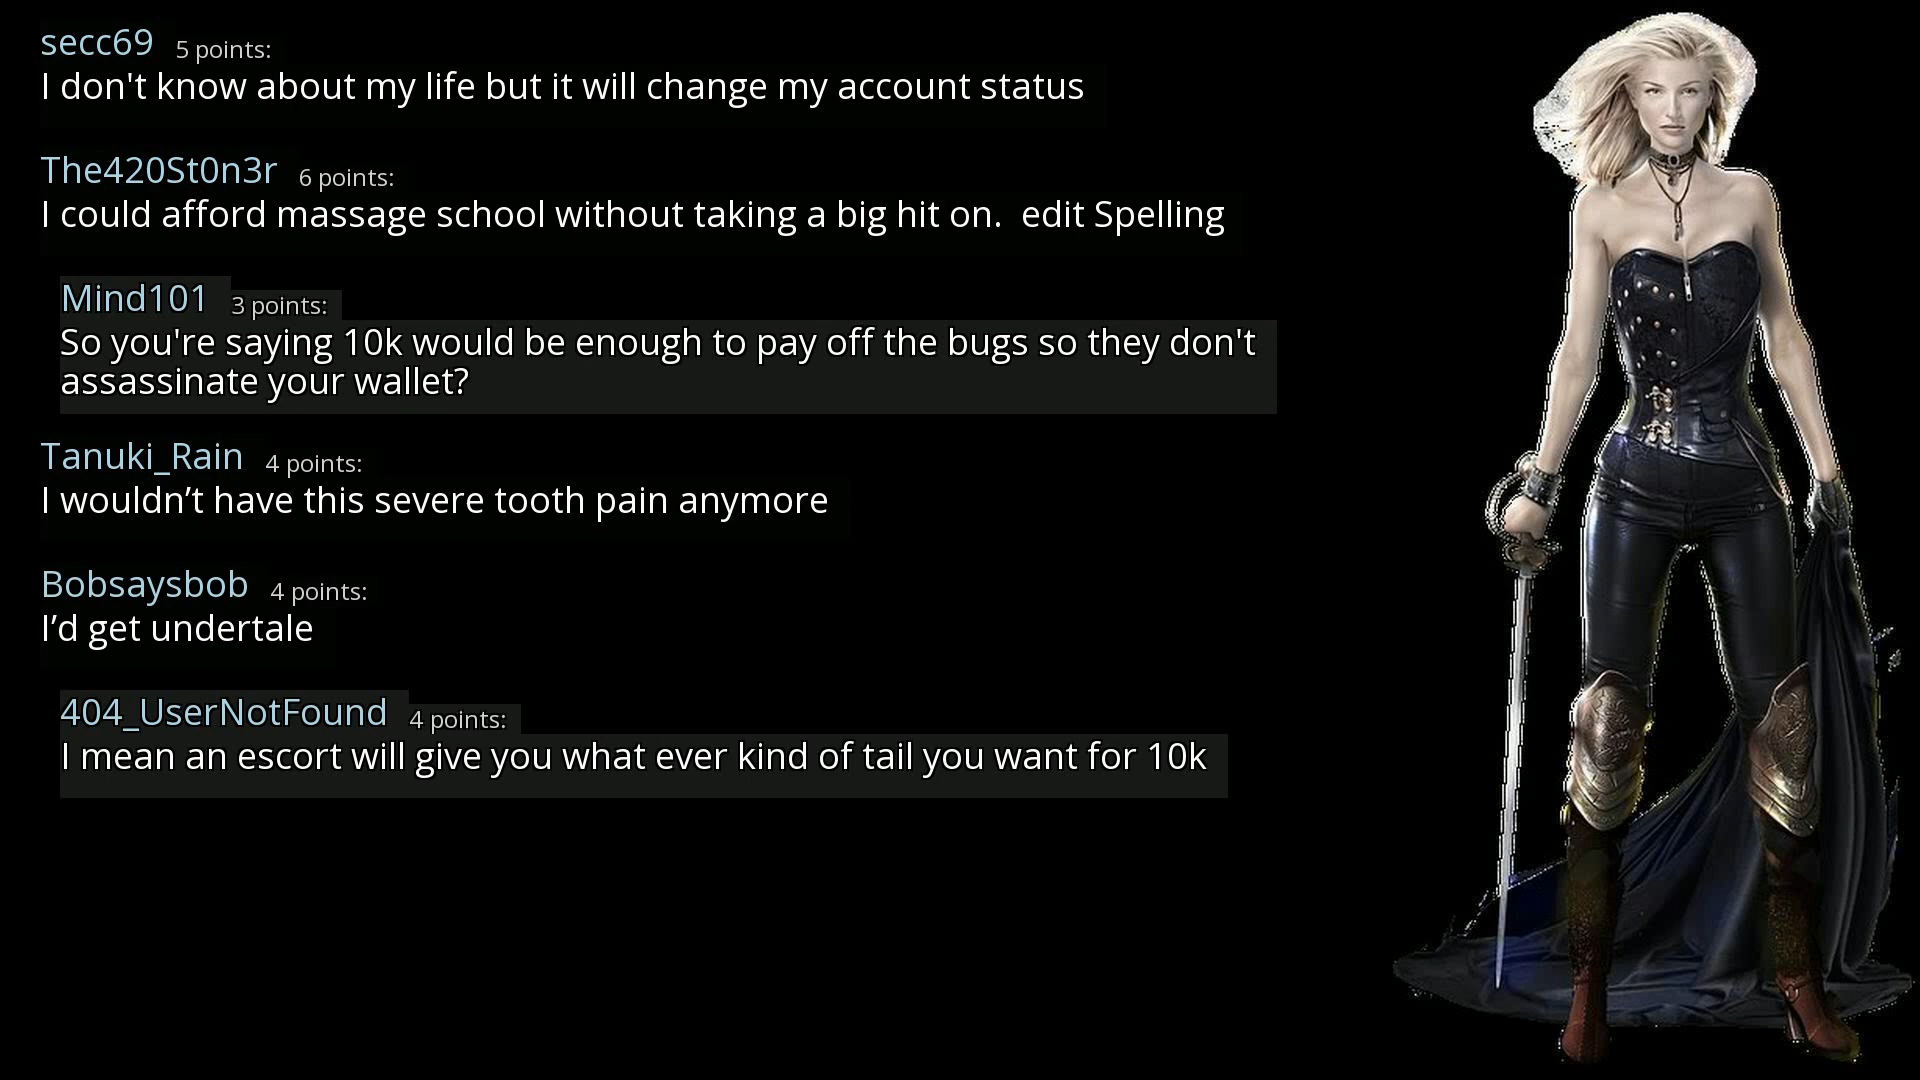 secc69 5 points:
I don't know about my life but it will change my account status
The420St0n3r 6 points:
I could afford massage school without taking a big hit on.  edit Spelling
Mind101 3 points:
So you're saying 10k would be enough to pay off the bugs so they don't
assassinate your wallet?
Tanuki_Rain 4 points:
I wouldn’t have this severe tooth pain anymore
Bobsaysbob 4 points:
I’d get undertale
404_UserNotFound 4 points:
I mean an escort will give you what ever kind of tail you want for 10k